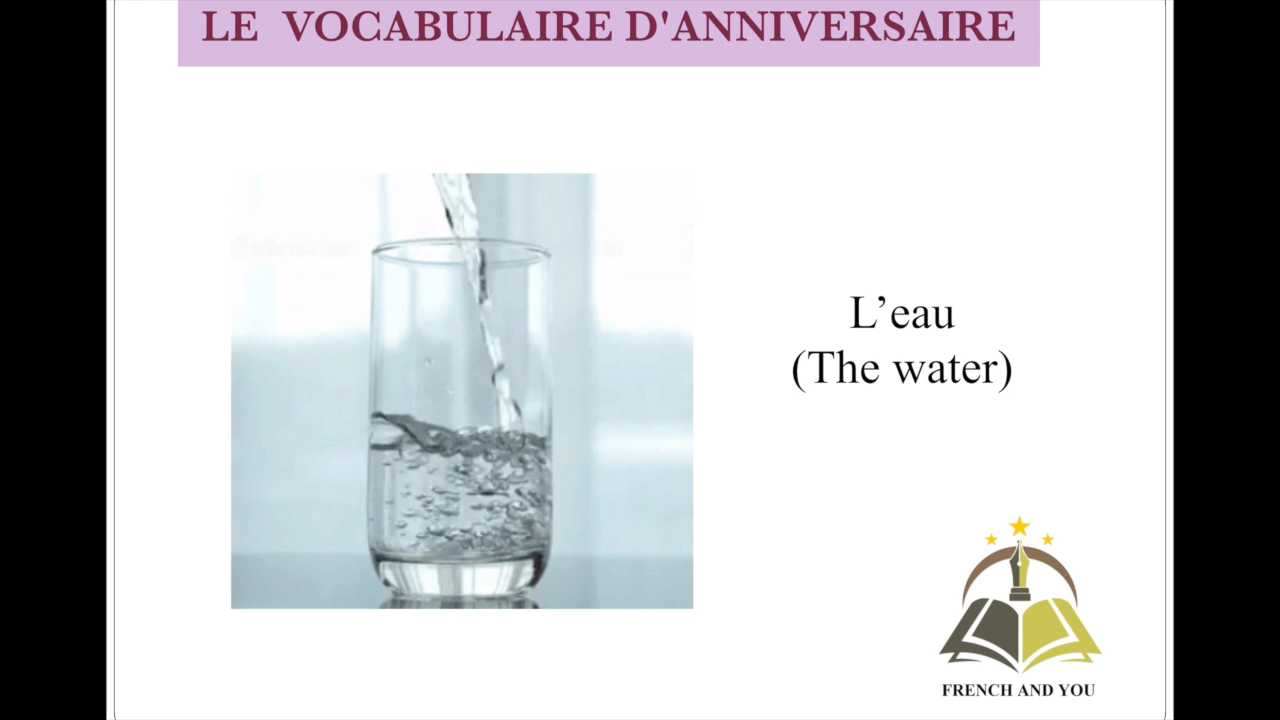 LE VOCABULAIRE D'ANNIVERSAIRE
L’eau
(The water)
FRENCH AND YOU